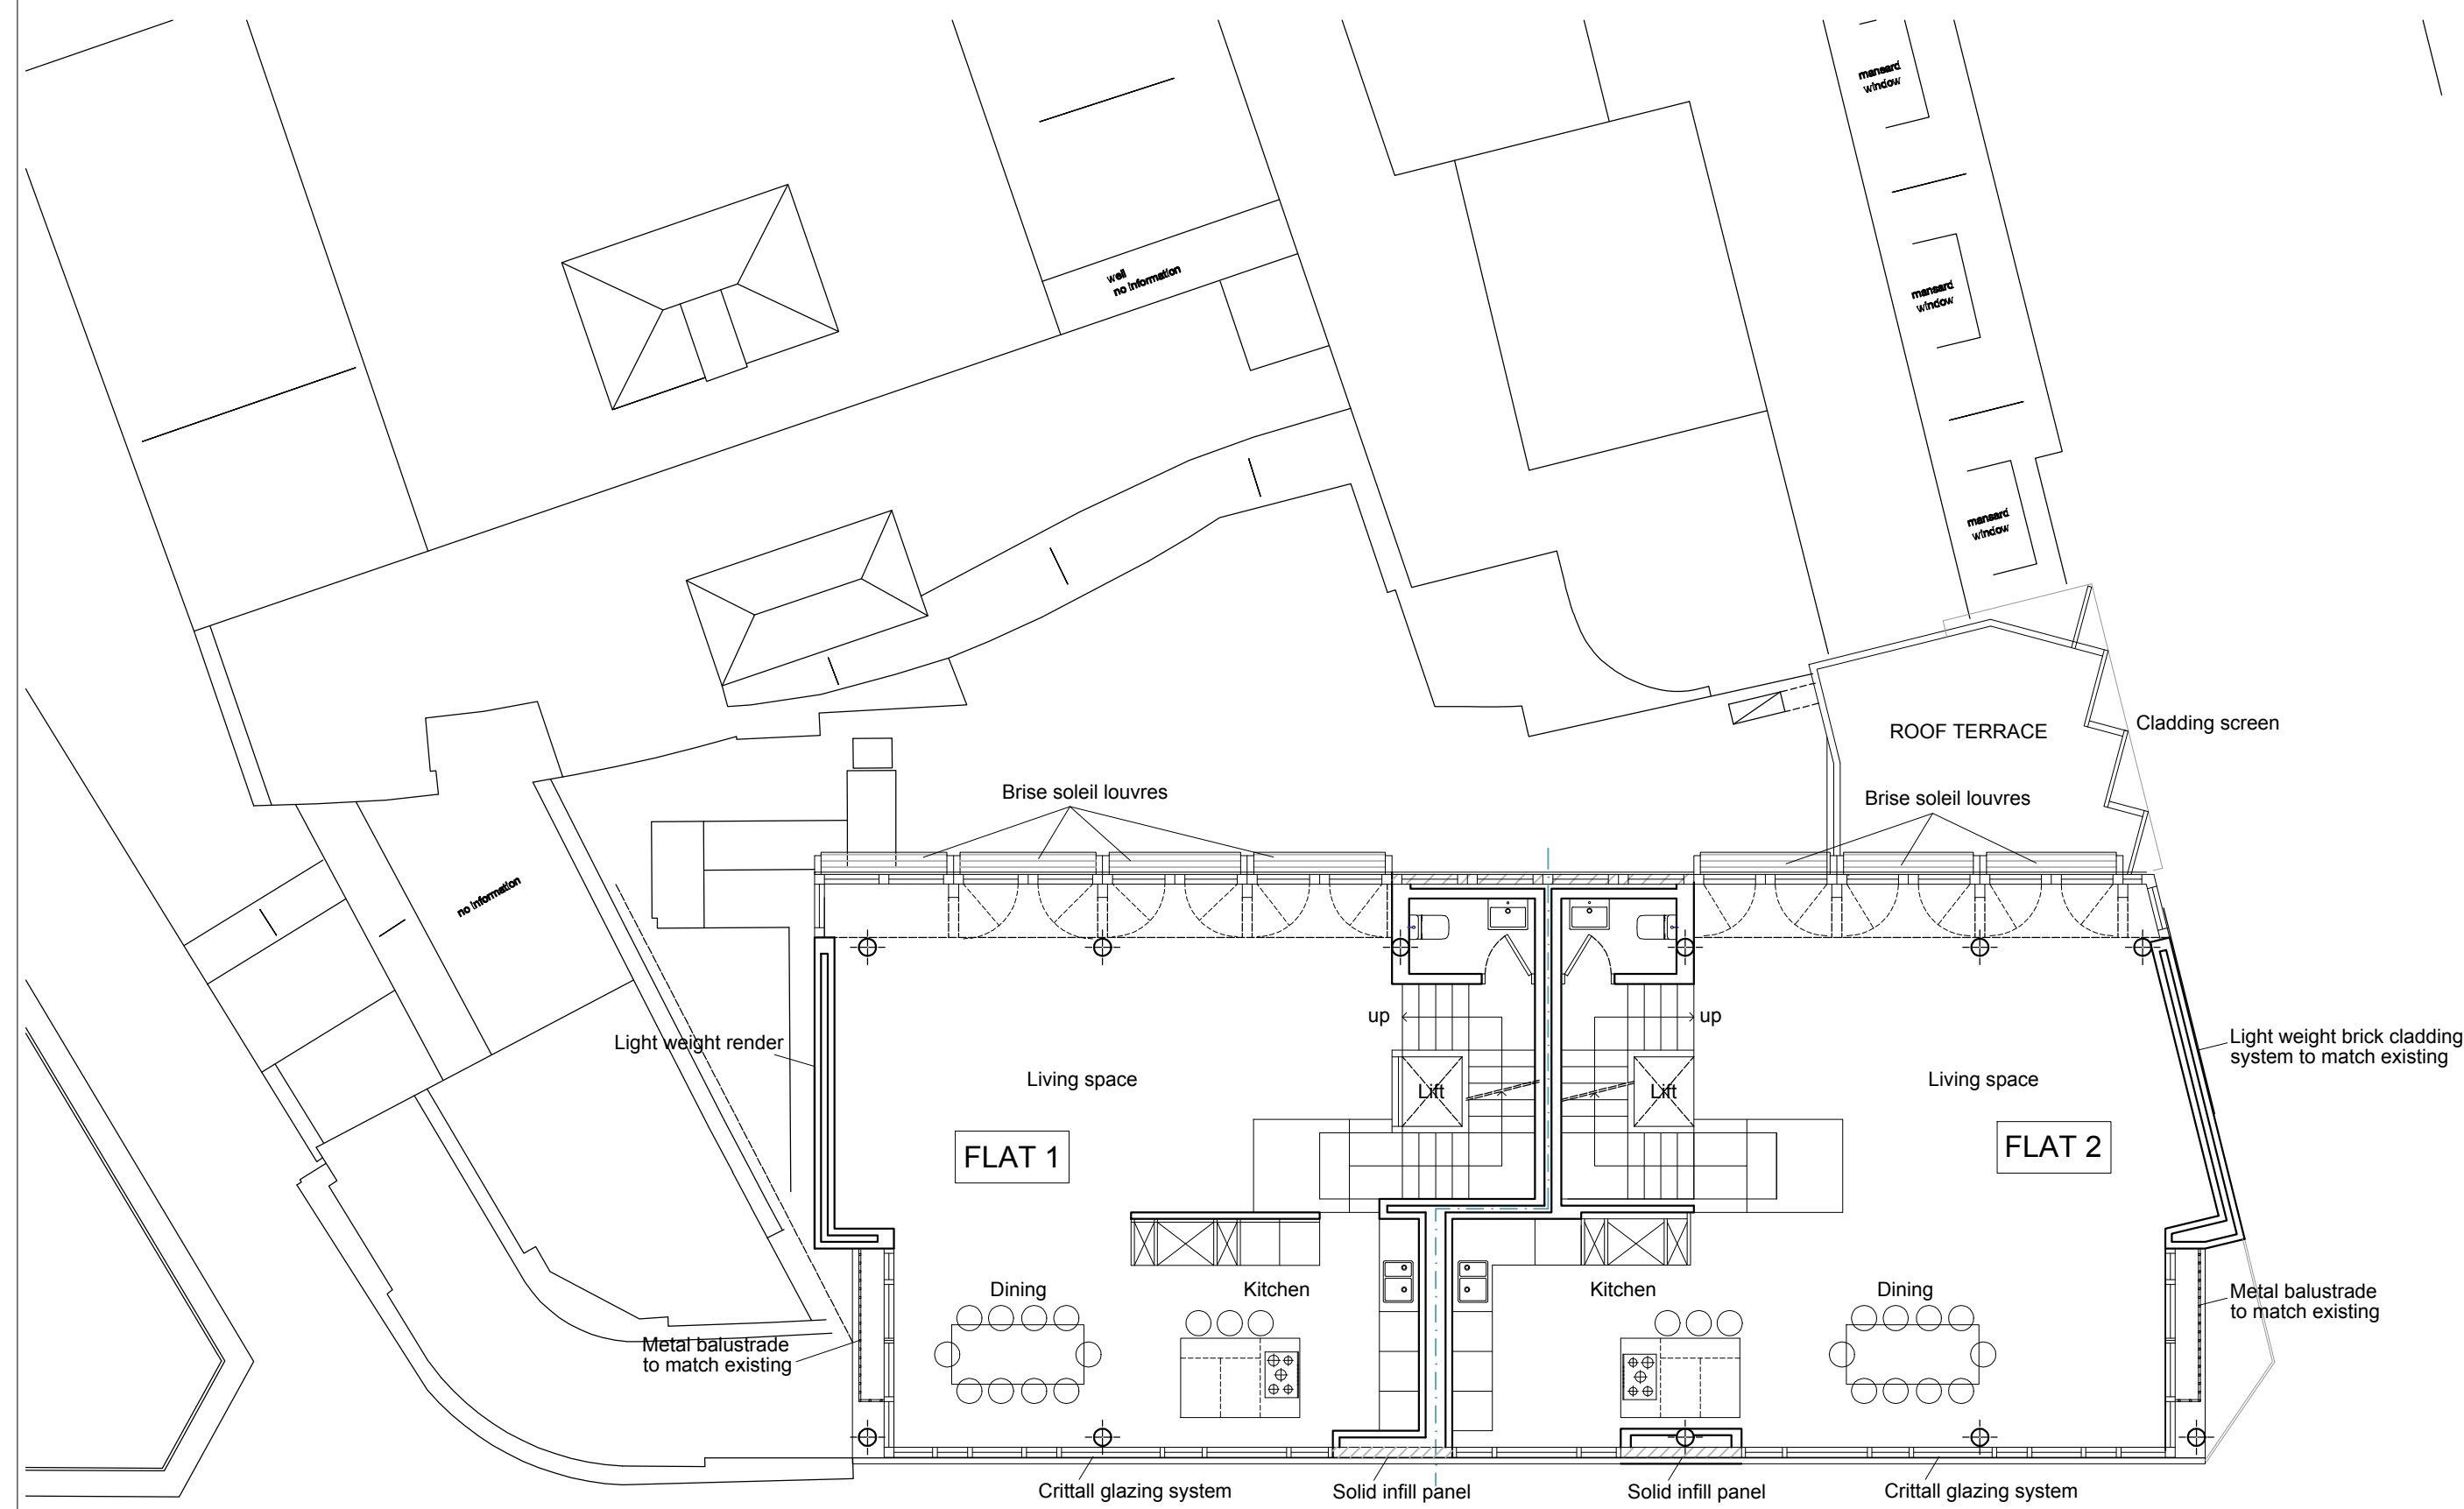 mansard
window
well
no information
mansard
window
mansard
window
ROOF TERRACE
Cladding screen
Brise soleil louvres
Brise soleil louvres
no information
up
up
Light weight render
Light weight brick cladding
system to match existing
Living space
Living space
Lift
Lift
FLAT 1
FLAT 2
Dining
Kitchen
Kitchen
Dining
Metal balustrade
to match existing
Metal balustrade
to match existing
Crittall glazing system
Solid infill panel
Solid infill panel
Crittall glazing system